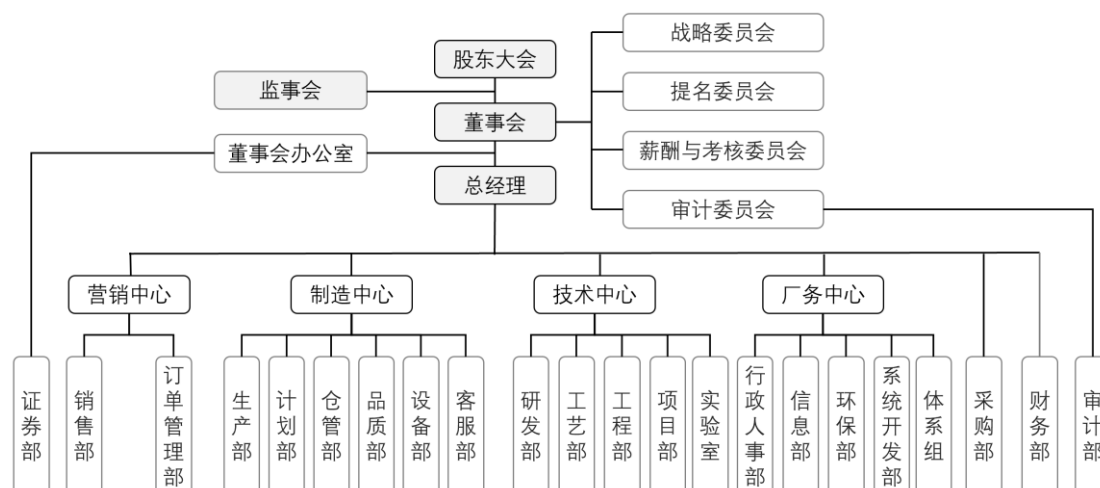 战略委员会
股东大会
监事会
提名委员会
董事会
董事会办公室
薪酬与考核委员会
总经理
审计委员会
营销中心
制造中心
技术中心
厂务中心
证券部
销售部
订单管理部
生产部
计划部
仓管部
品质部
设备部
客服部
研发部
工艺部
工程部
项目部
实验室
行政人事部
信息部
环保部
系统开发部
体系组
采购部
财务部
审计部